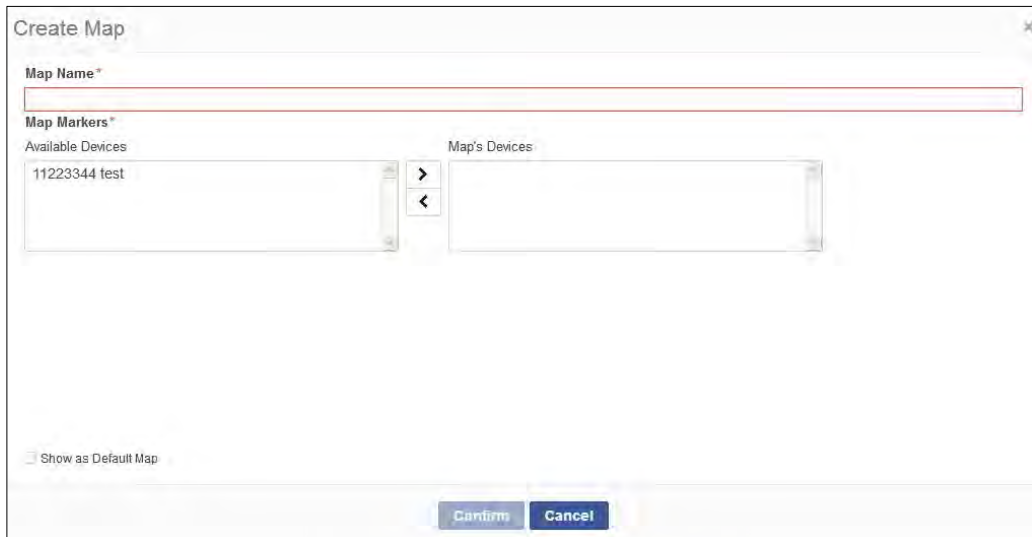 Create Map
Map Name*
Map Markers*
Available Devices Map's Devices
11223344 test
Show as Default Map
Confirm Cancel